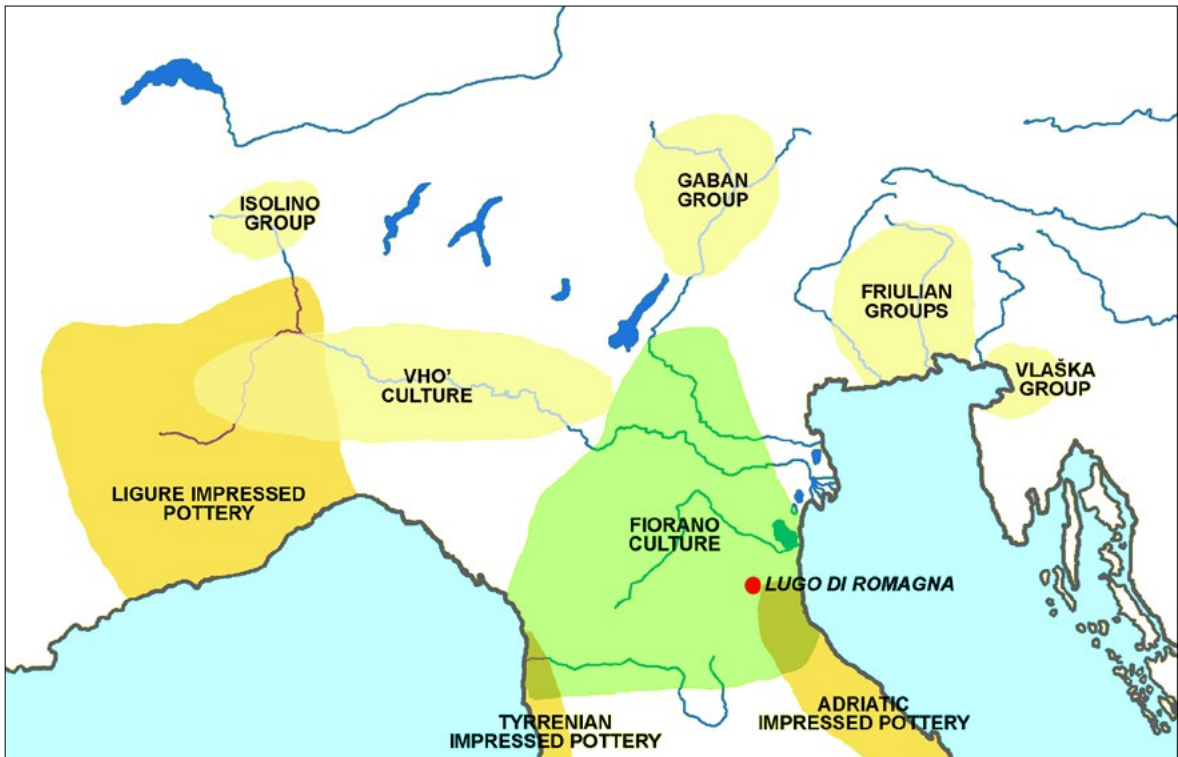 ISOLINO
GROUP
GABAN
GROUP
FRIULIAN
GROUPS
VLAŠKA
GROUP
VHO'
CULTURE
LIGURE IMPRESSED
POTTERY
FIORANO
CULTURE
LUGO DI ROMAGNA
TYRRENIAN
IMPRESSED POTTERY
ADRIATIC
IMPRESSED POTTERY